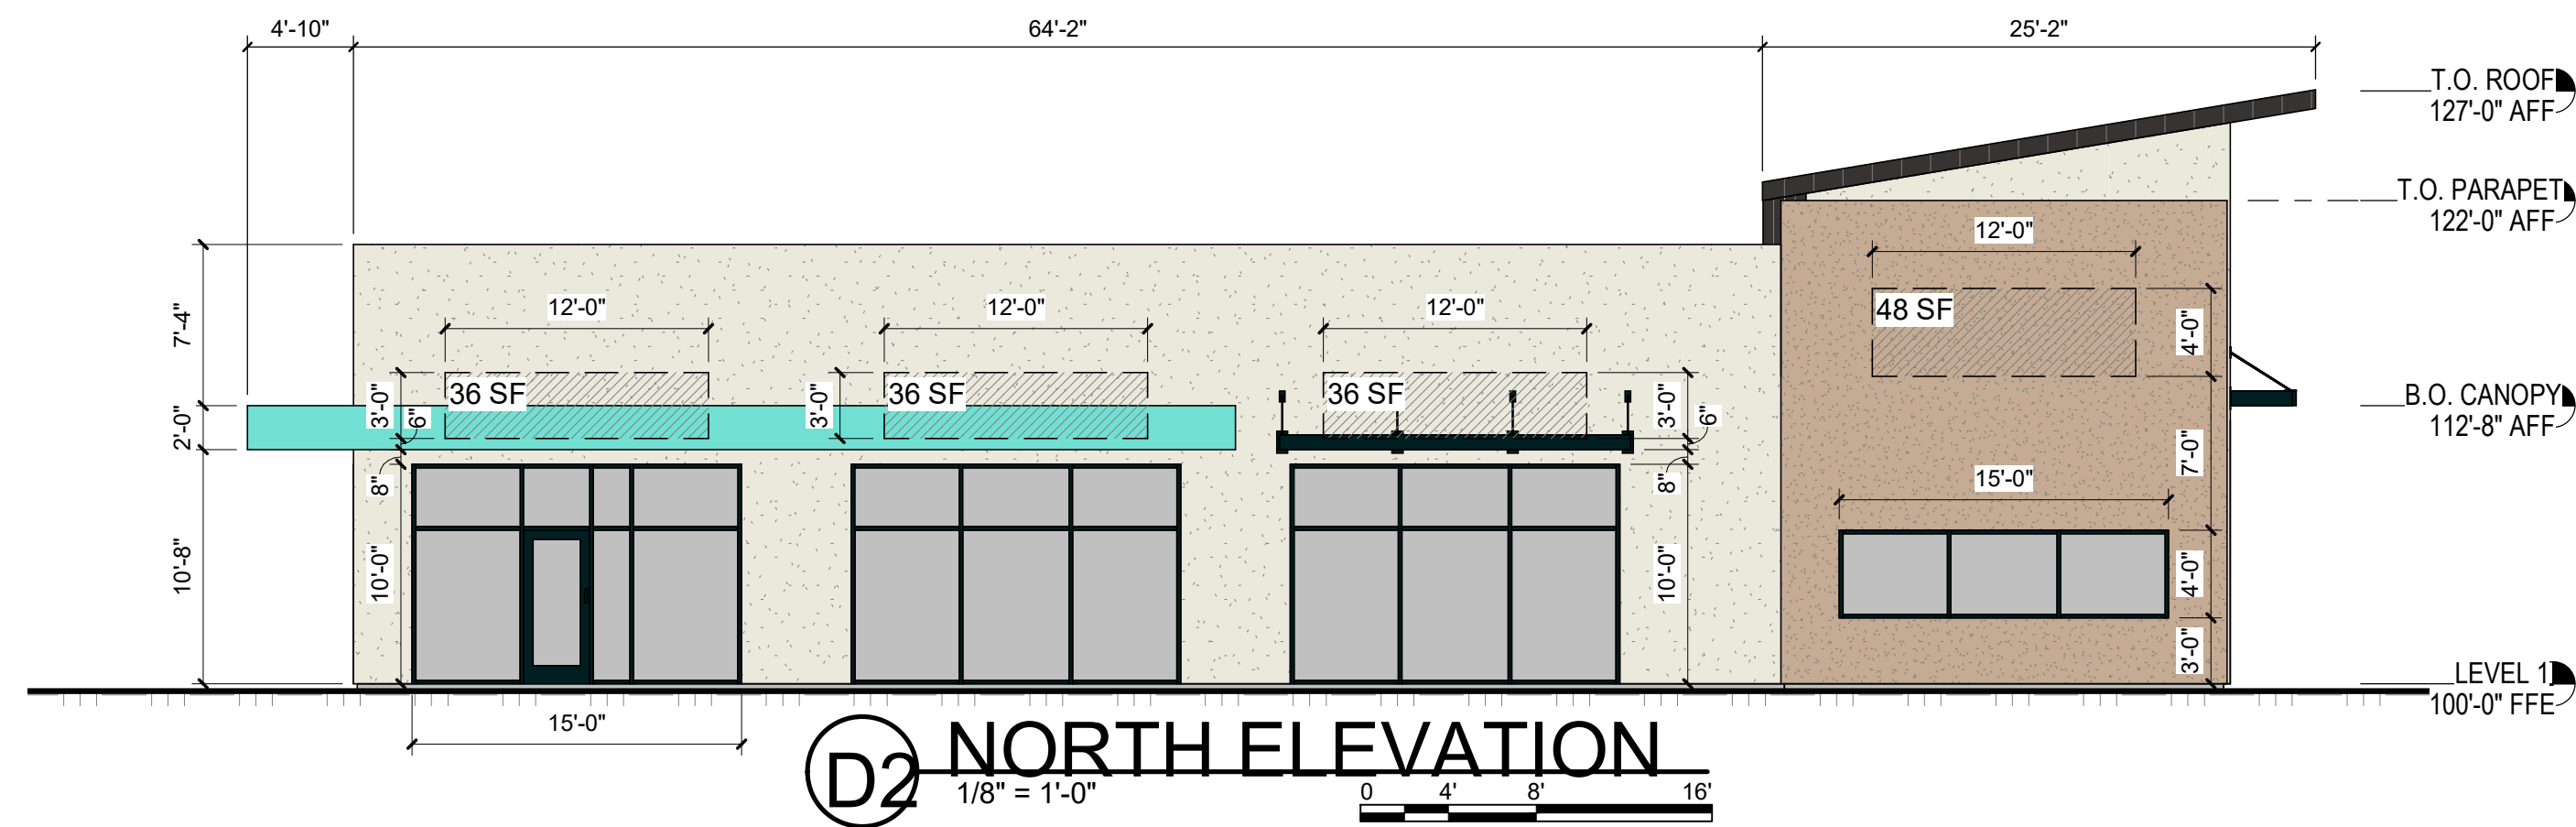 4'-10"
64'-2"
25'-2"
T.O. ROOF
127'-0" AFF
T.O. PARAPET
122'-0" AFF
B.O. CANOPY
112'-8" AFF
LEVEL 1
100'-0" FFE
7'-4"
2'-0"
10'-8"
12'-0"
12'-0"
12'-0"
12'-0"
36 SF
36 SF
36 SF
48 SF
3'-0"
6"
8"
10'-0"
3'-0"
3'-0"
6"
8"
10'-0"
4'-0"
7'-0"
15'-0"
4'-0"
3'-0"
15'-0"
D2
NORTH ELEVATION
1/8" = 1'-0"
0 4' 8' 16'